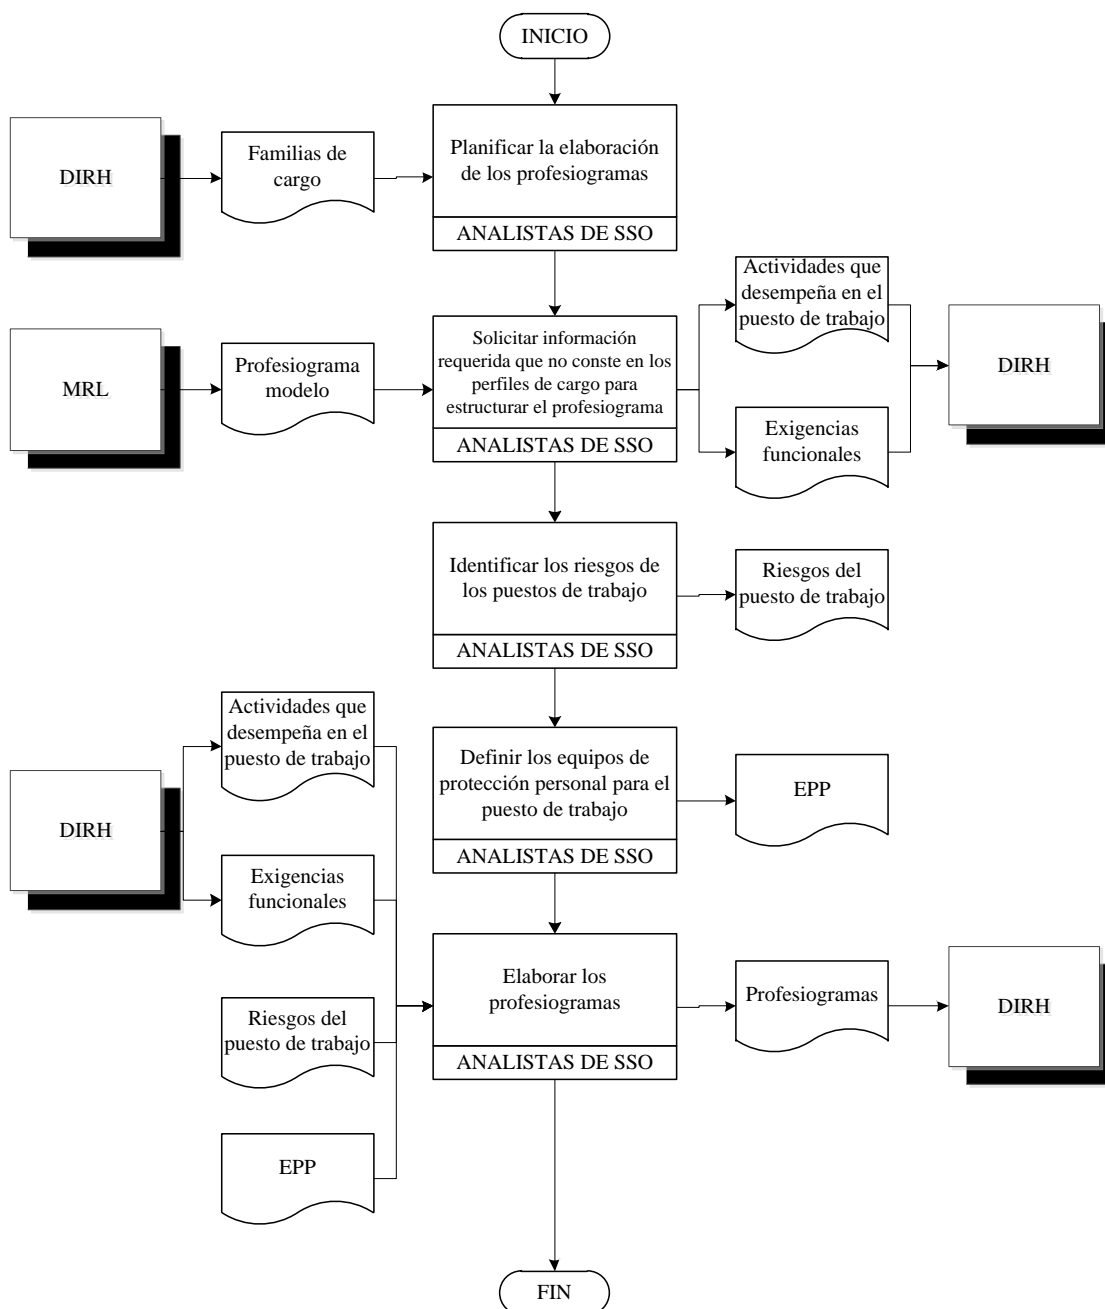 INICIO
DIRH
Familias de
cargo
Planificar la elaboración
de los profesiogramas
ANALISTAS DE SSO
MRL
Profesiograma
modelo
Solicitar información
requerida que no conste en los
perfiles de cargo para
estructurar el profesiograma
ANALISTAS DE SSO
Actividades que
desempeña en el
puesto de trabajo
Exigencias
funcionales
DIRH
Identificar los riesgos de
los puestos de trabajo
ANALISTAS DE SSO
Riesgos del
puesto de trabajo
Definir los equipos de
protección personal para el
puesto de trabajo
ANALISTAS DE SSO
EPP
DIRH
Actividades que
desempeña en el
puesto de trabajo
Exigencias
funcionales
Riesgos del
puesto de trabajo
EPP
Elaborar los
profesiogramas
ANALISTAS DE SSO
Profesiogramas
DIRH
FIN